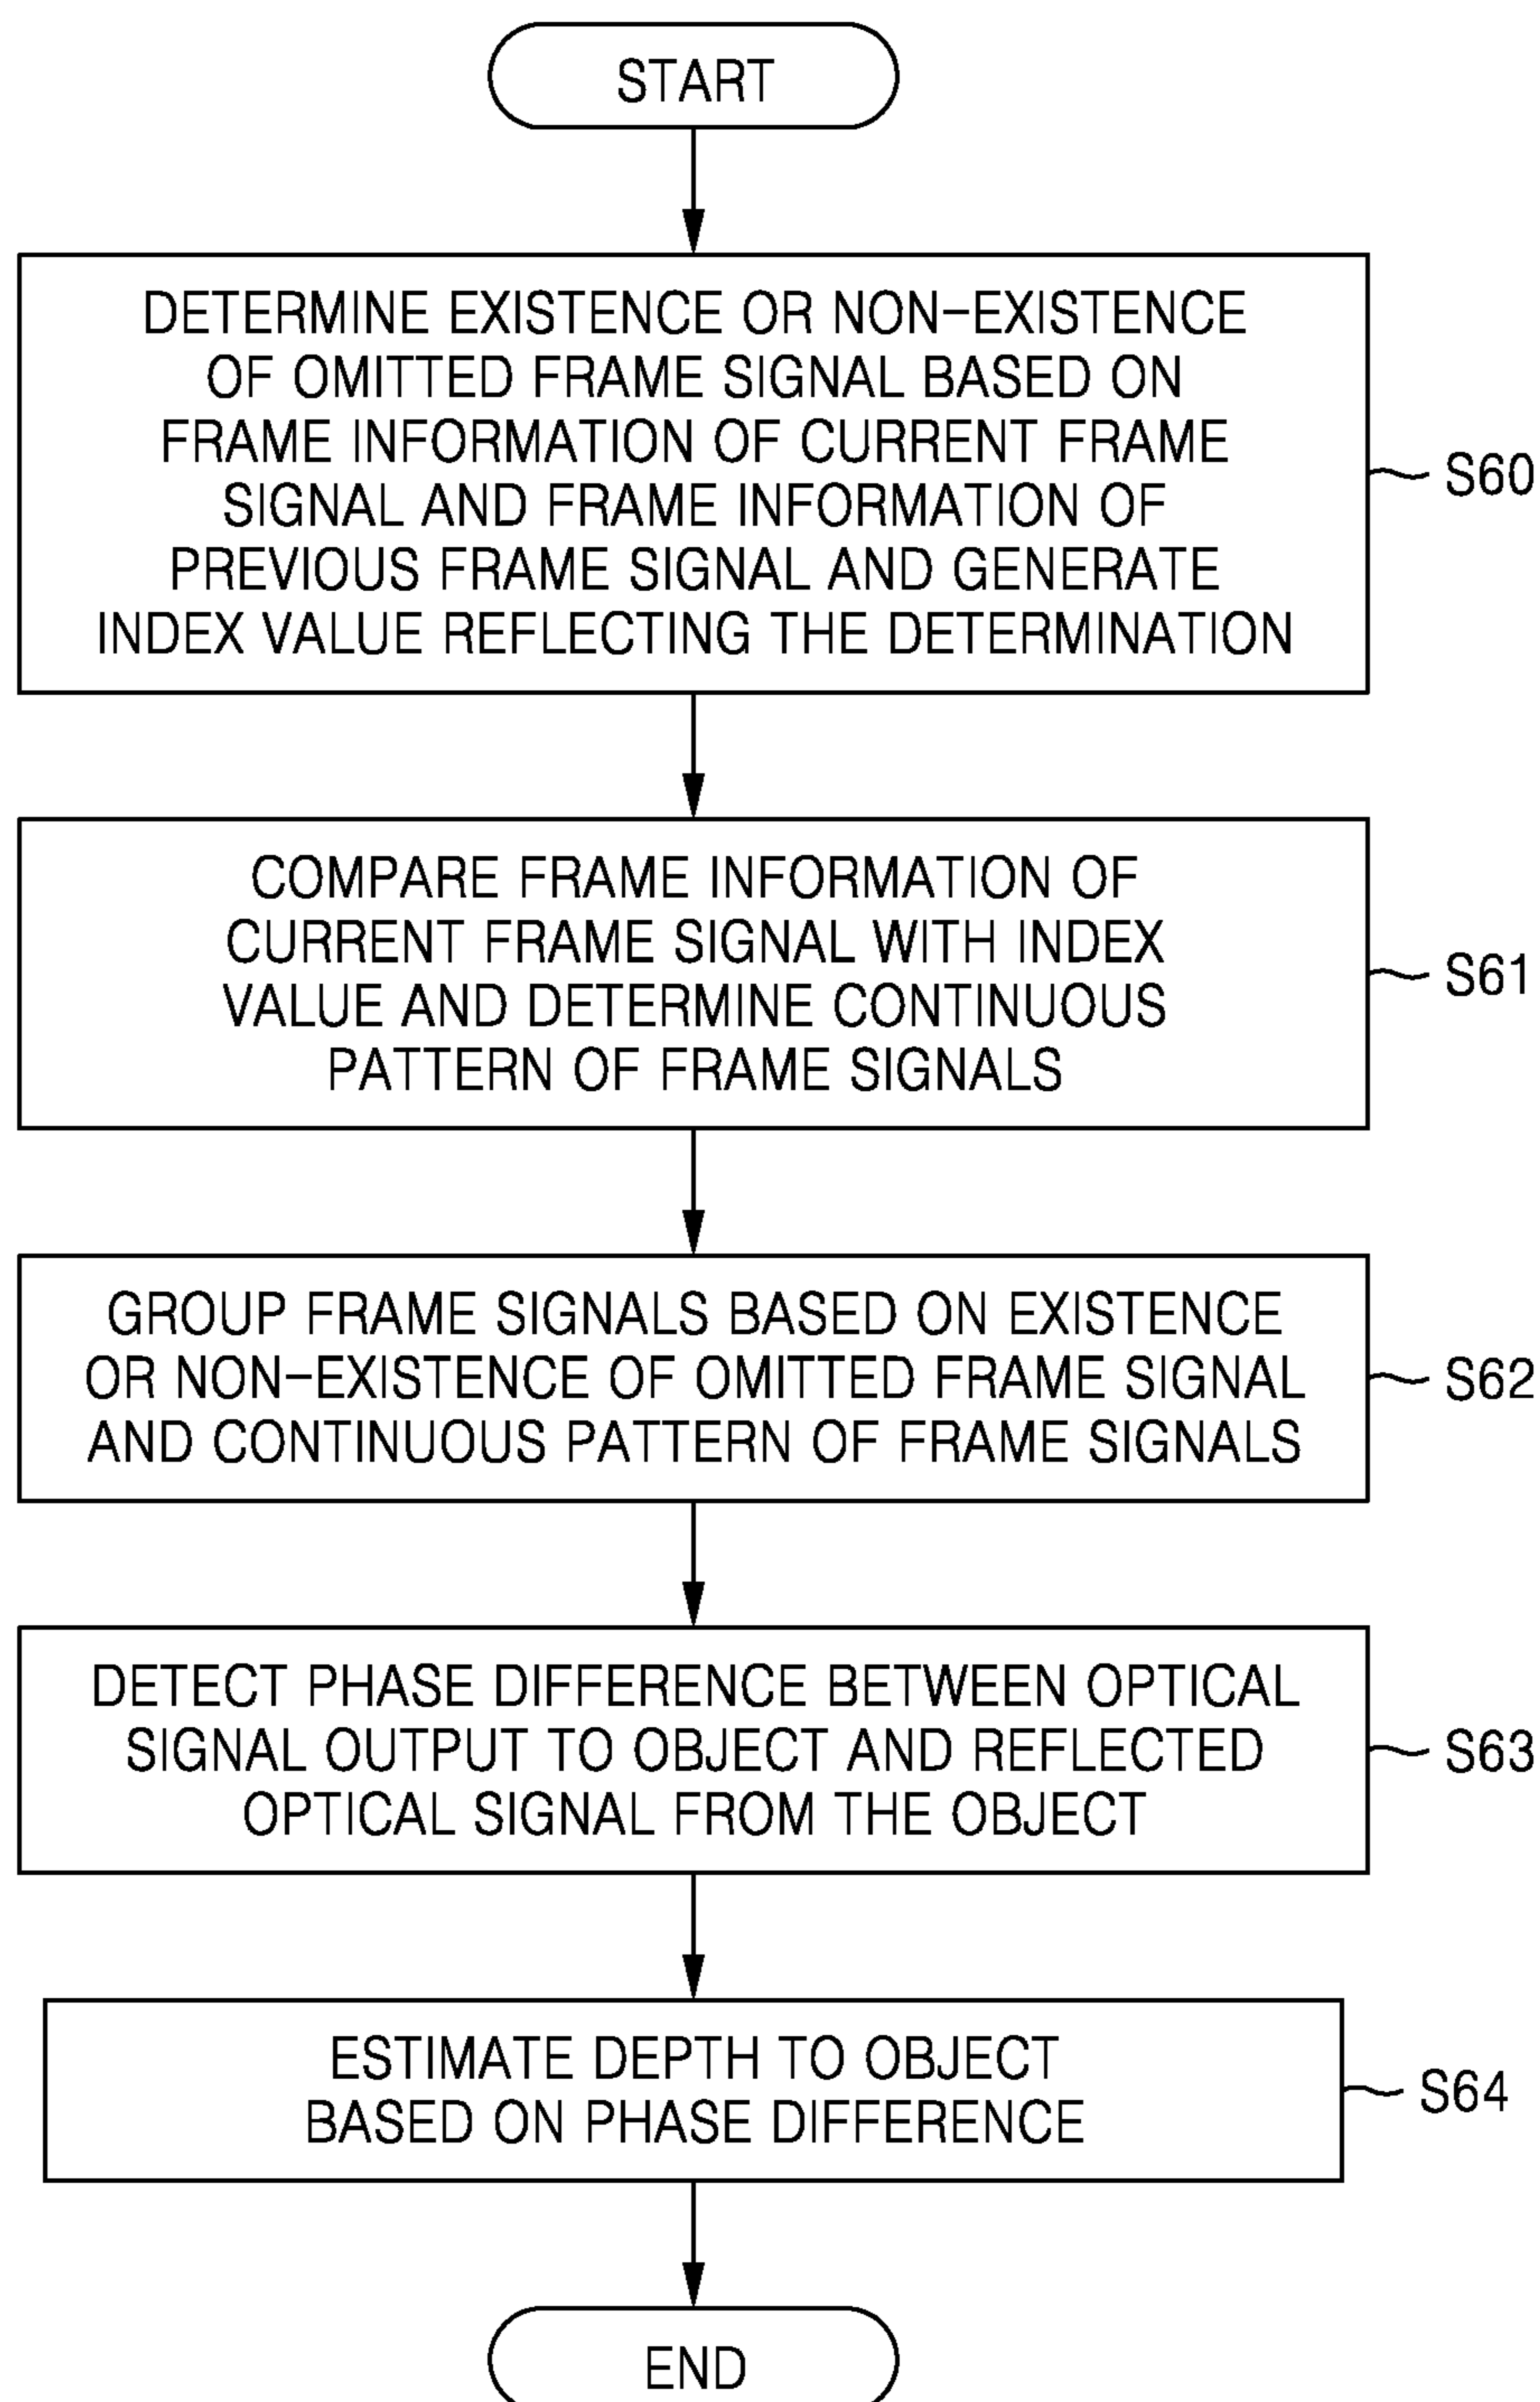 START
DETERMINE EXISTENCE OR NON-EXISTENCE
OF OMITTED FRAME SIGNAL BASED ON
FRAME INFORMATION OF CURRENT FRAME
SIGNAL AND FRAME INFORMATION OF
PREVIOUS FRAME SIGNAL AND GENERATE
INDEX VALUE REFLECTING THE DETERMINATION
S60
COMPARE FRAME INFORMATION OF
CURRENT FRAME SIGNAL WITH INDEX
VALUE AND DETERMINE CONTINUOUS
PATTERN OF FRAME SIGNALS
S61
GROUP FRAME SIGNALS BASED ON EXISTENCE
OR NON-EXISTENCE OF OMITTED FRAME SIGNAL
AND CONTINUOUS PATTERN OF FRAME SIGNALS
S62
DETECT PHASE DIFFERENCE BETWEEN OPTICAL
SIGNAL OUTPUT TO OBJECT AND REFLECTED
OPTICAL SIGNAL FROM THE OBJECT
S63
ESTIMATE DEPTH TO OBJECT
BASED ON PHASE DIFFERENCE
S64
END